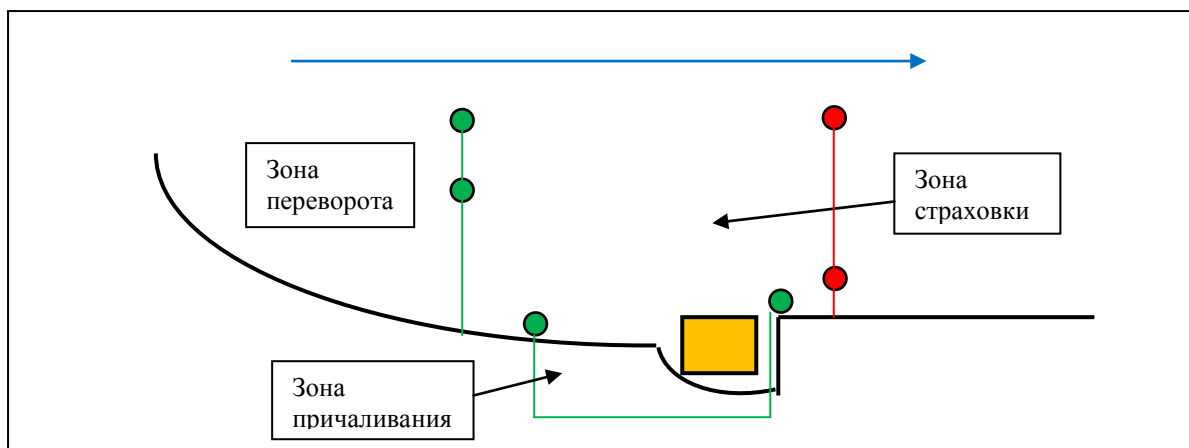 Зона
переворота
Зона
страховки
Зона
причаливания